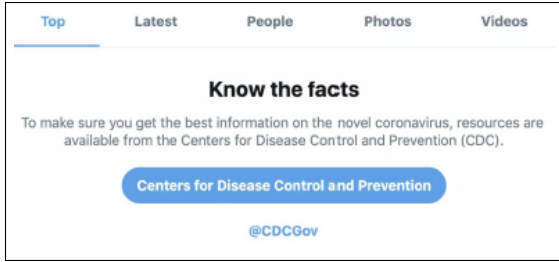 Top Latest People Photos Videos
Know the facts
To make sure you get the best information on the novel coronavirus, resources are
available from the Centers for Disease Control and Prevention (CDC).
Centers for Disease Control and Prevention
@CDCGov